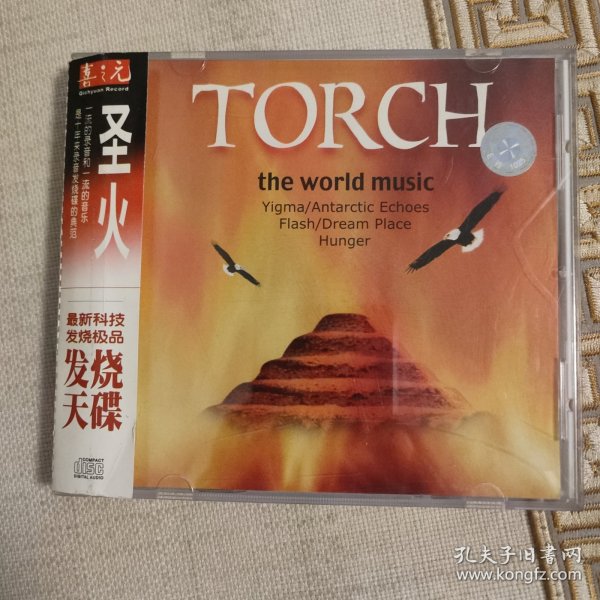 喜之元
Qishyuan Record
圣火
一流的录音和一流的音乐
是十年来录音发烧碟的典范
最新科技
发烧极品
发烧
天碟
COMPACT
disc
DIGITAL AUDIO
TORCH
the world music
Yigma/Antarctic Echoes
Flash/Dream Place
Hunger
孔夫子旧书网
www.kongfz.com